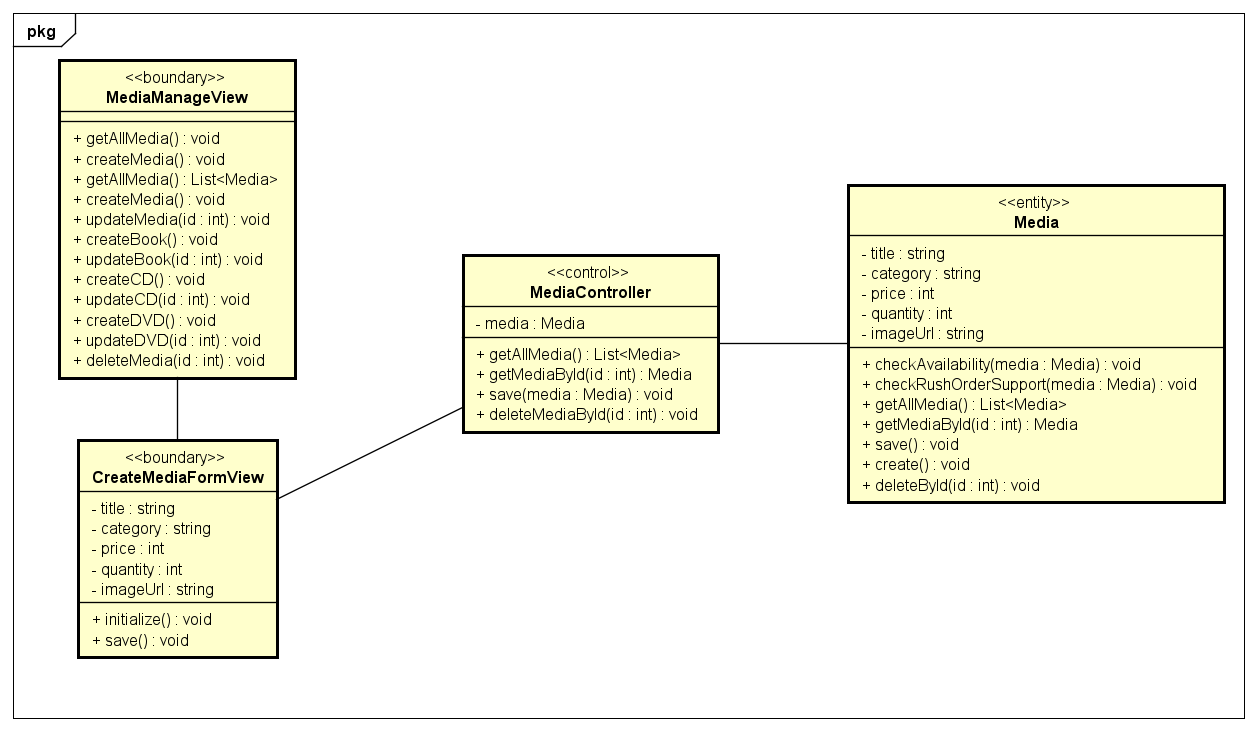 pkg
<<boundary>>
MediaManageView
+ getAllMedia() : void
+ createMedia() : void
+ getAllMedia() : List<Media>
+ createMedia() : void
+ updateMedia(id : int) : void
+ createBook() : void
+ updateBook(id : int) : void
+ createCD() : void
+ updateCD(id : int) : void
+ createDVD() : void
+ updateDVD(id : int) : void
+ deleteMedia(id : int) : void
<<boundary>>
CreateMediaFormView
- title : string
- category : string
- price : int
- quantity : int
- imageUrl : string
+ initialize() : void
+ save() : void
<<control>>
MediaController
- media : Media
+ getAllMedia() : List<Media>
+ getMediaById(id : int) : Media
+ save(media : Media) : void
+ deleteMediaById(id : int) : void
<<entity>>
Media
- title : string
- category : string
- price : int
- quantity : int
- imageUrl : string
+ checkAvailability(media : Media) : void
+ checkRushOrderSupport(media : Media) : void
+ getAllMedia() : List<Media>
+ getMediaById(id : int) : Media
+ save() : void
+ create() : void
+ deleteById(id : int) : void